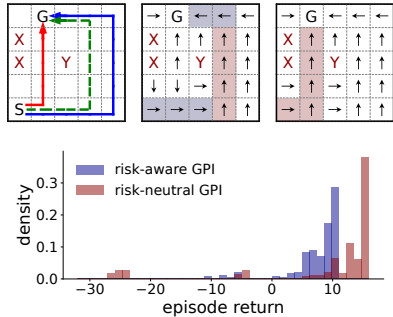 G G G
X X X
X Y X Y X Y
S
risk-aware GPI
risk-neutral GPI
density
0.3
0.2
0.1
0.0
−30 −20 −10 0 10
episode return